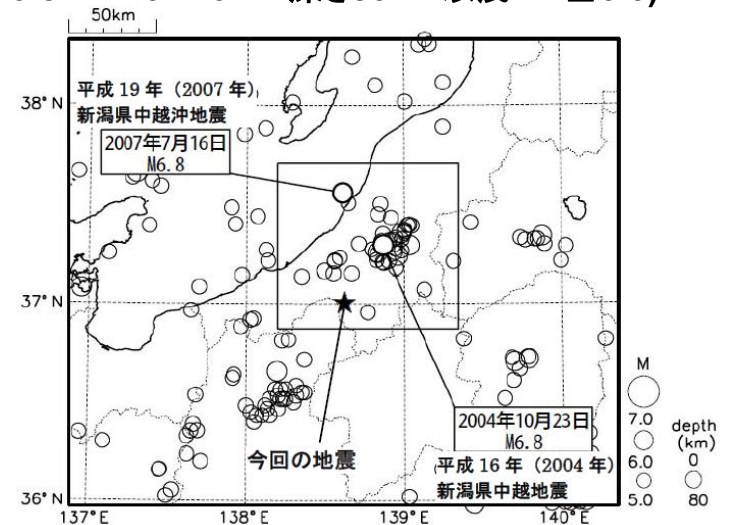 50km
38°N
37°N
36°N
137°E
138°E
139°E
140°E
平成19年（2007年）
新潟県中越沖地震
2007年7月16日
M6.8
今回の地震
2004年10月23日
M6.8
平成16年（2004年）
新潟県中越地震
M
7.0
6.0
5.0
depth
(km)
0
80